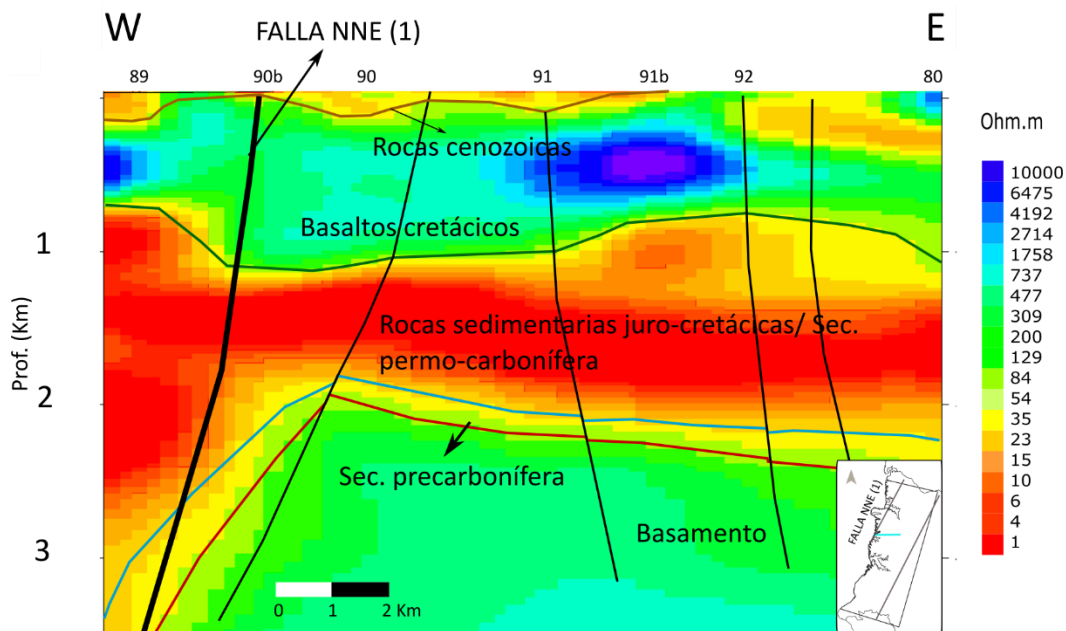 W
E
FALLA NNE (1)
89 90b 90 91 91b 92 80
Ohm.m
Rocas cenozoicas
10000
6475
4192
2714
1758
1172
737
477
309
200
129
84
54
35
23
15
10
6
4
1
Basaltos cretácicos
Prof. (Km)
1
2
3
Rocas sedimentarias juro-cretácicas/ Sec.
permo-carbonífera
Sec. precarbonífera
Basamento
0 1 2 Km
FALLA NNE (1)